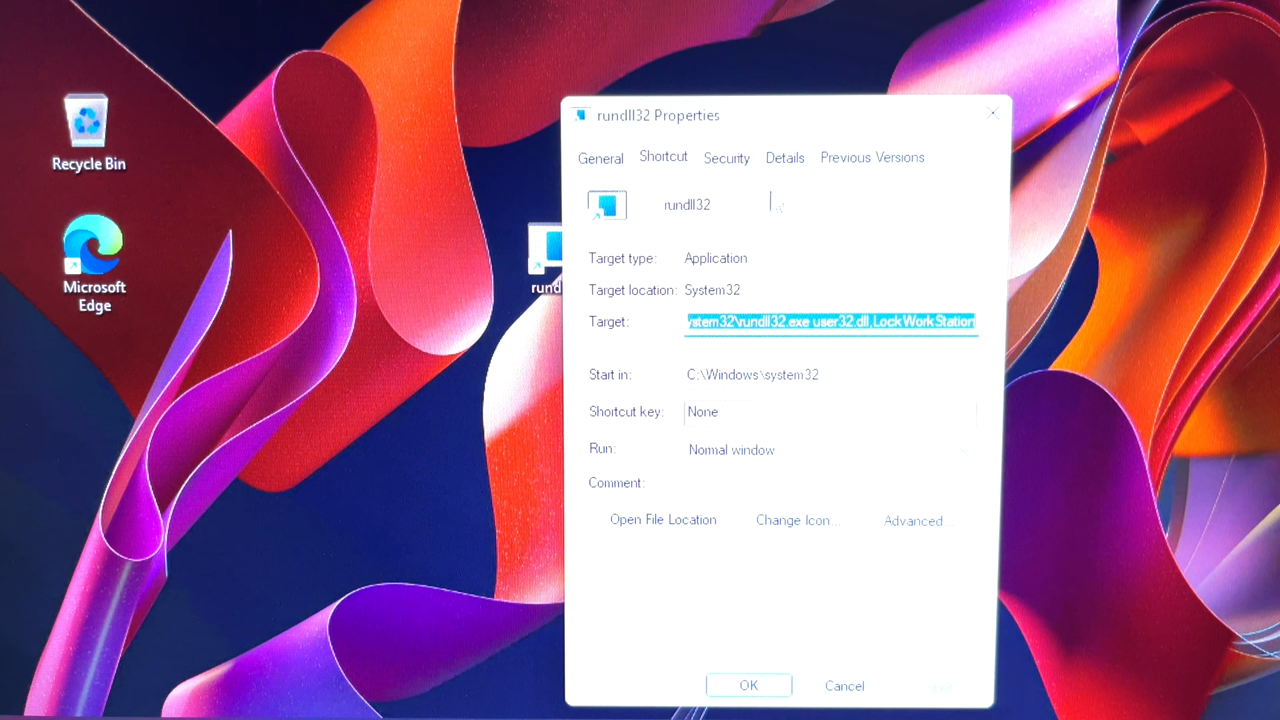 Recycle Bin
Microsoft
Edge
rund
rundll32 Properties
General Shortcut Security Details Previous Versions
rundll32
Target type: Application
Target location: System32
Target: ystem32\rundll32.exe user32.dll,LockWorkStation
Start in: C:\Windows\system32
Shortcut key: None
Run: Normal window
Comment:
Open File Location Change Icon... Advanced...
OK Cancel